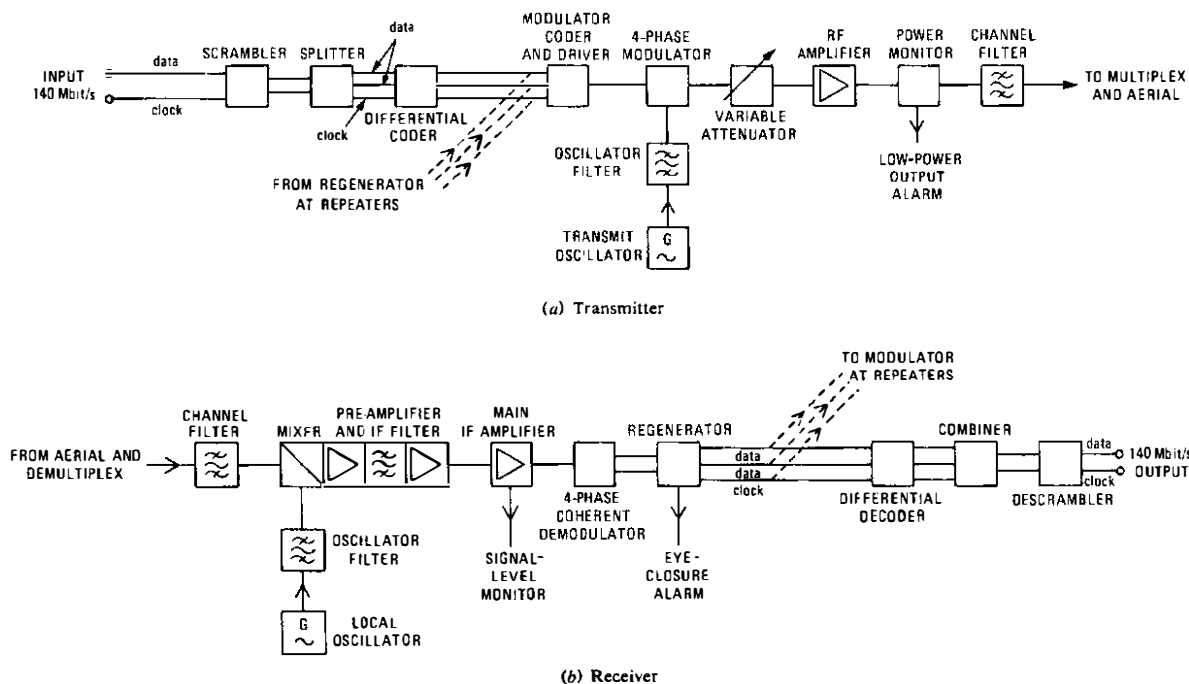 MODULATOR
CODER
AND DRIVER
4-PHASE
MODULATOR
RF
AMPLIFIER
POWER
MONITOR
CHANNEL
FILTER
data
SCRAMBLER
SPLITTER
INPUT
140 Mbit/s
data
clock
clock
DIFFERENTIAL
CODER
VARIABLE
ATTENUATOR
TO MULTIPLEX
AND AERIAL
FROM REGENERATOR
AT REPEATERS
OSCILLATOR
FILTER
LOW-POWER
OUTPUT
ALARM
TRANSMIT
OSCILLATOR
G
(a) Transmitter
TO MODULATOR
AT REPEATERS
CHANNEL
FILTER
MIXER
PRE-AMPLIFIER
AND IF FILTER
MAIN
IF AMPLIFIER
REGENERATOR
COMBINER
FROM AERIAL AND
DEMULTIPLEX
data
data
clock
data
clock
140 Mbit/s
OUTPUT
4-PHASE
COHERENT
DEMODULATOR
DIFFERENTIAL
DECODER
DESCRAMBLER
OSCILLATOR
FILTER
SIGNAL-
LEVEL
MONITOR
EYE-
CLOSURE
ALARM
G
LOCAL
OSCILLATOR
(b) Receiver